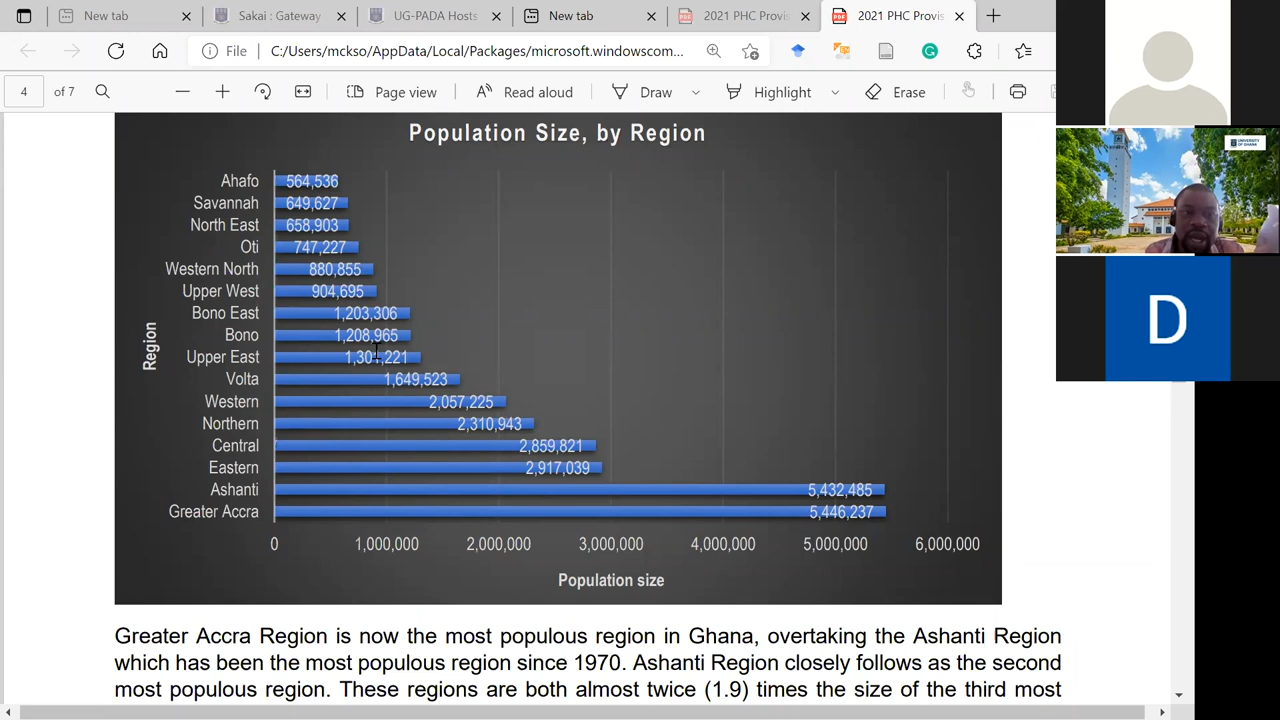 New tab
Sakai : Gateway
UG-PADA Hosts
New tab
2021 PHC Provis
2021 PHC Provis
File
C:/Users/mckso/AppData/Local/Packages/microsoft.windowscom...
4 of 7
Page view
Read aloud
Draw
Highlight
Erase
UNIVERSITY OF GHANA
D
Population Size, by Region
Region
Ahafo 564,536
Savannah 649,627
North East 658,903
Oti 747,227
Western North 880,855
Upper West 904,695
Bono East 1,203,306
Bono 1,208,965
Upper East 1,301,221
Volta 1,649,523
Western 2,057,225
Northern 2,310,943
Central 2,859,821
Eastern 2,917,039
Ashanti 5,432,485
Greater Accra 5,446,237
0 1,000,000 2,000,000 3,000,000 4,000,000 5,000,000 6,000,000
Population size
Greater Accra Region is now the most populous region in Ghana, overtaking the Ashanti Region
which has been the most populous region since 1970. Ashanti Region closely follows as the second
most populous region. These regions are both almost twice (1.9) times the size of the third most